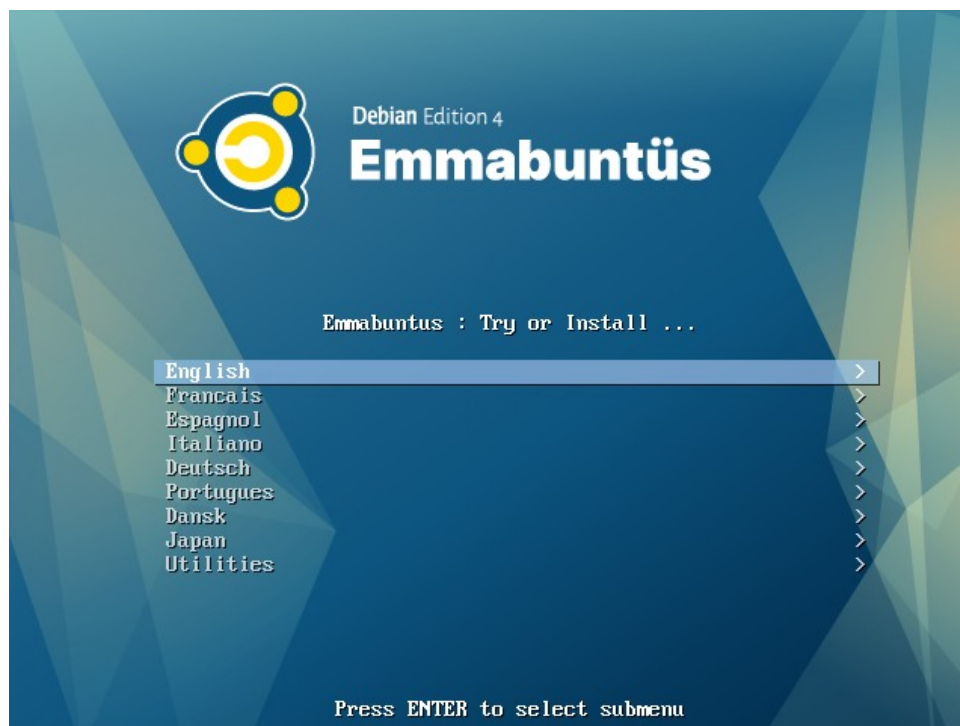 Debian Edition 4
Emmabuntüs
Emmabuntus : Try or Install ...
English >
Francais >
Espagnol >
Italiano >
Deutsch >
Portugues >
Dansk >
Japan >
Utilities >
Press ENTER to select submenu